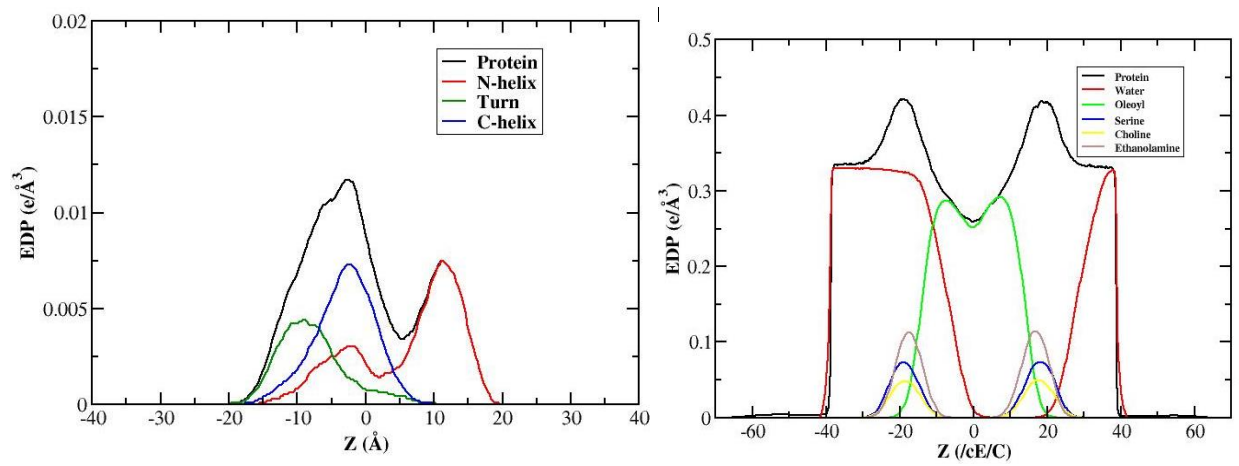 0.02
0.015
0.01
0.005
0
EDP (e/Å³)
Protein
N-helix
Turn
C-helix
-40 -30 -20 -10 0 10 20 30 40
Z (Å)
0.5
0.4
0.3
0.2
0.1
0
EDP (e/Å³)
Protein
Water
Oleoyl
Serine
Choline
Ethanolamine
-60 -40 -20 0 20 40 60
Z (/cE/C)